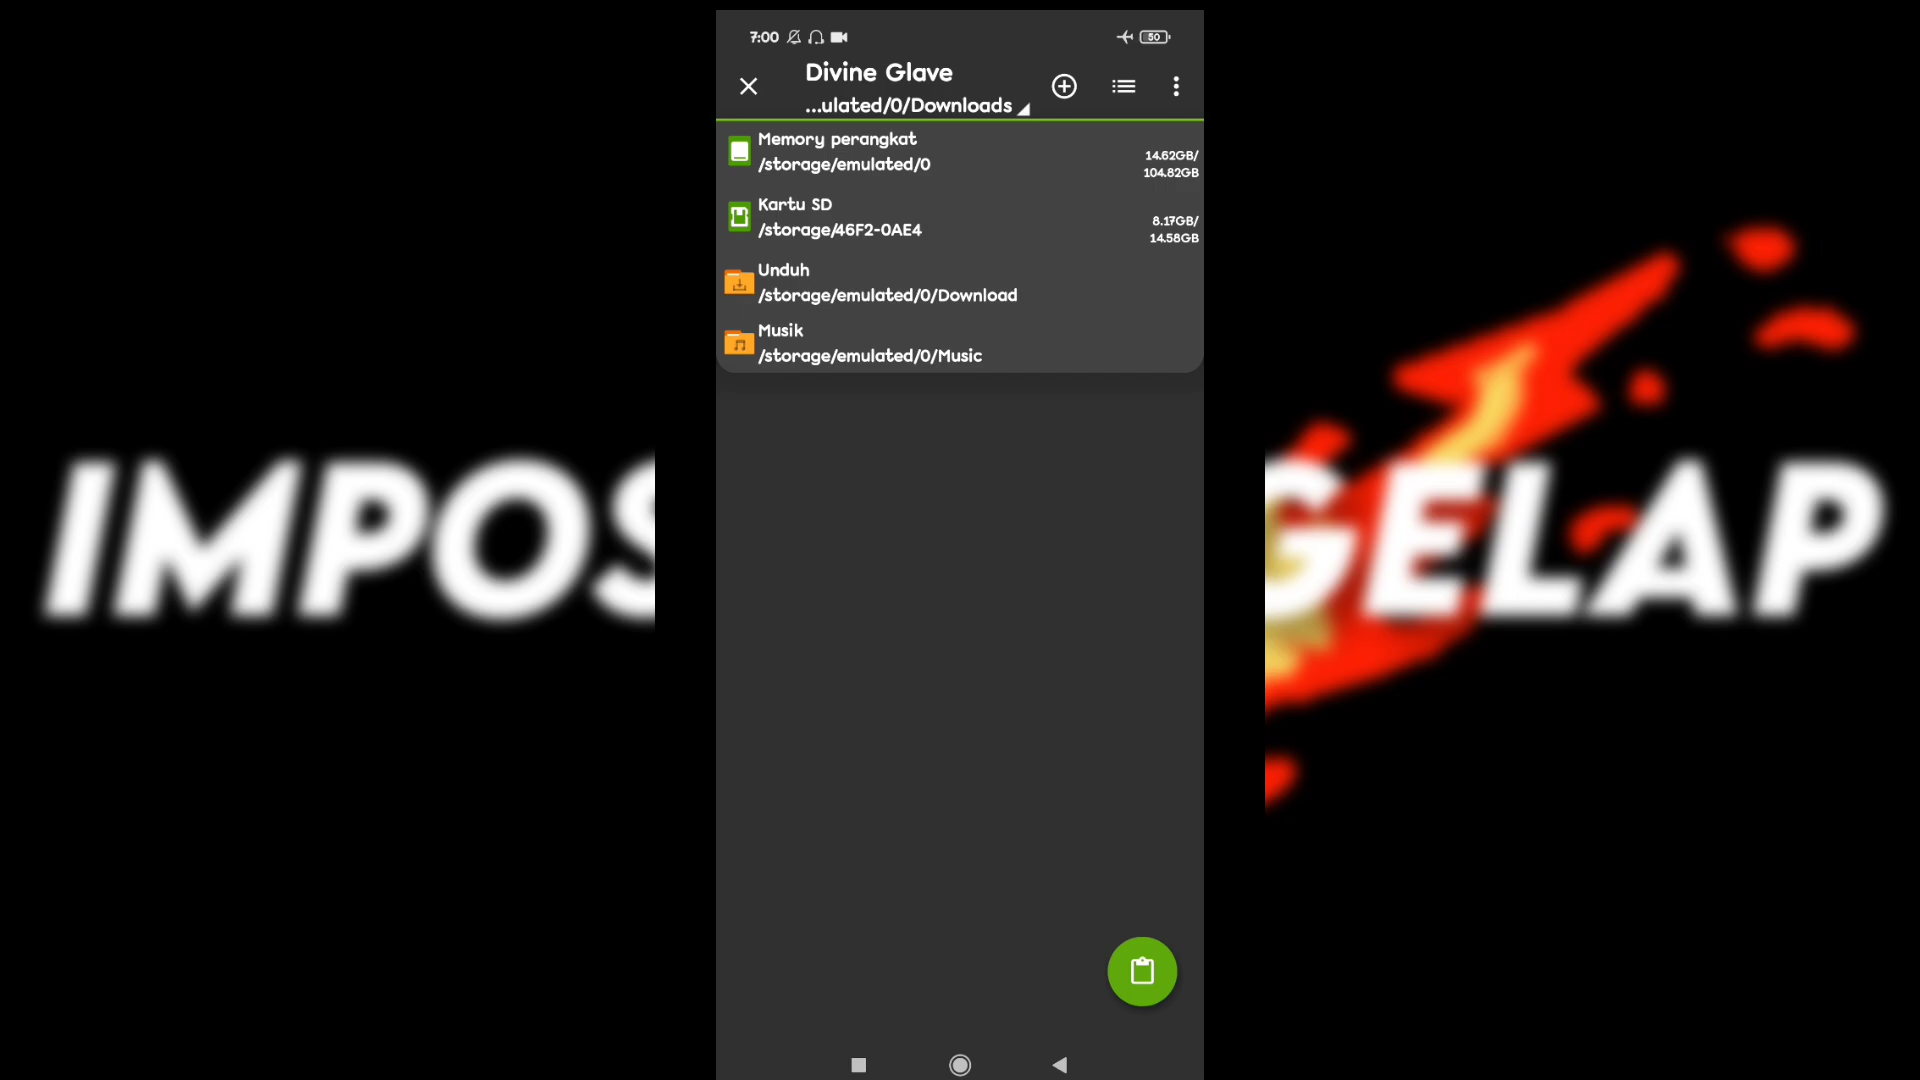 7:00
50
Divine Glave
...ulated/0/Downloads
Memory perangkat
/storage/emulated/0
14.62GB/
104.82GB
Kartu SD
/storage/46F2-0AE4
8.17GB/
14.58GB
Unduh
/storage/emulated/0/Download
Musik
/storage/emulated/0/Music
IMPOS
GELAP